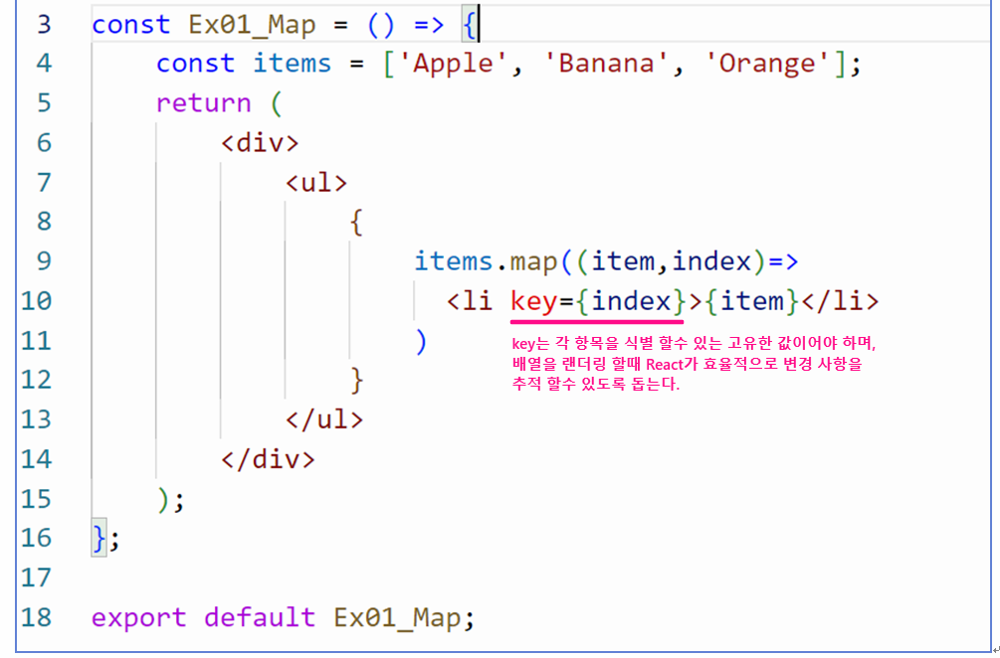 3 const Ex01_Map = () => {
4 const items = ['Apple', 'Banana', 'Orange'];
5 return (
6 <div>
7 <ul>
8 {
9 items.map((item,index)=>
10 <li key={index}>{item}</li>
11 )
key는 각 항목을 식별 할수 있는 고유한 값이어야 하며,
배열을 랜더링 할때 React가 효율적으로 변경 사항을
추적 할수 있도록 돕는다.
12 }
13 </ul>
14 </div>
15 );
16 };
17
18 export default Ex01_Map;